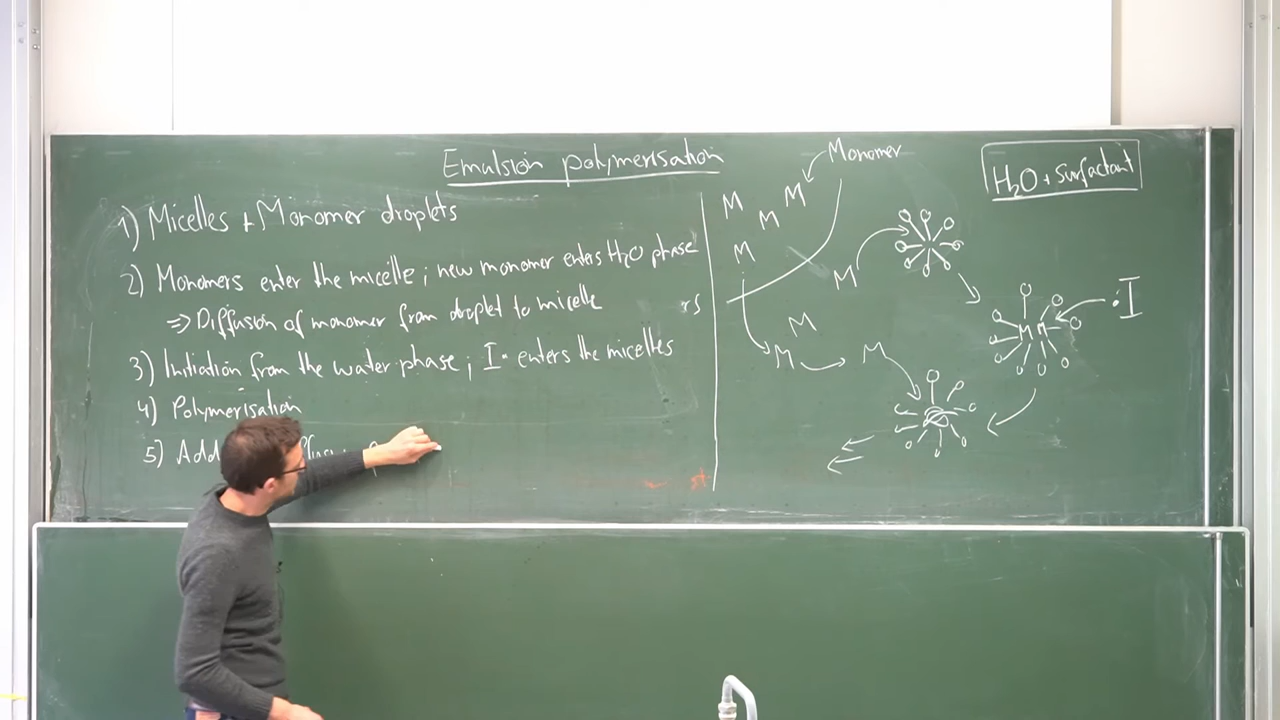 Emulsion polymerisation
1) Micelles + Monomer droplets
2) Monomers enter the micelle; new monomer enters H₂O phase
=> Diffusion of monomer from droplet to micelle
3) Initiation from the water phase; I• enters the micelles
4) Polymerisation
5) Add
Monomer
H₂O + Surfactant
M
M
M
M
M
M
M M
•I
M
M